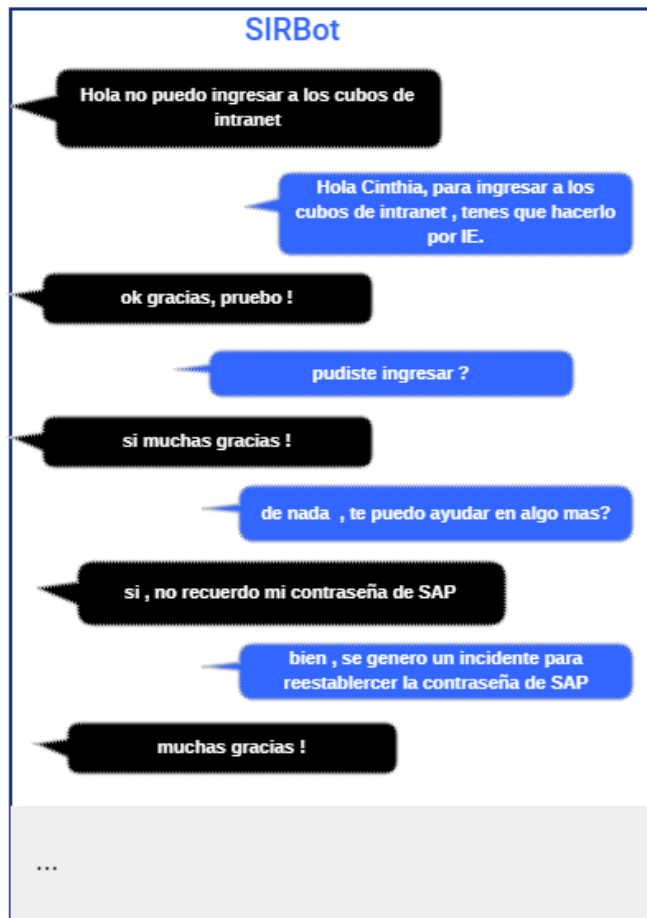 SIRBot
Hola no puedo ingresar a los cubos de
intranet
Hola Cinthia, para ingresar a los
cubos de intranet , tenes que hacerlo
por IE.
ok gracias, pruebo !
pudiste ingresar ?
si muchas gracias !
de nada , te puedo ayudar en algo mas?
si , no recuerdo mi contraseña de SAP
bien , se genero un incidente para
reestablercer la contraseña de SAP
muchas gracias !
...